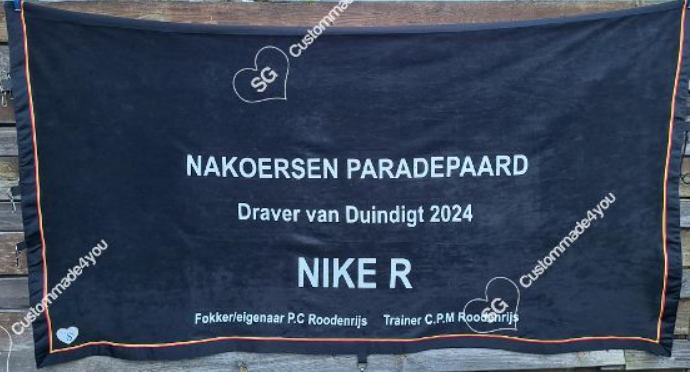 SG Custommade4you
NAKOERSEN PARADEPAARD
Draver van Duindigt 2024
NIKE R
Fokker/eigenaar P.C Roodenrijs Trainer C.P.M Roodenrijs
Custommade4you
SG Custommade4you
S